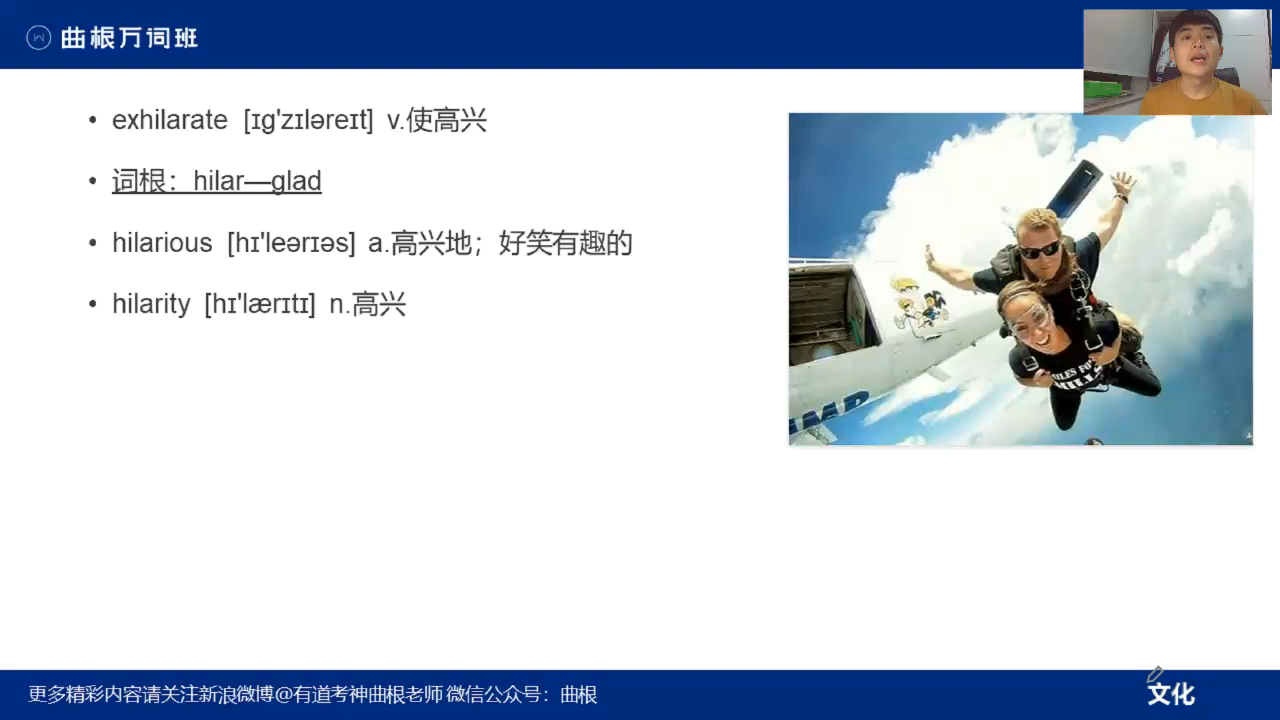 曲根万词班
exhilarate [ɪg'zɪləreɪt] v.使高兴
词根：hilar—glad
hilarious [hɪ'leərɪəs] a.高兴地；好笑有趣的
hilarity [hɪ'lærɪtɪ] n.高兴
更多精彩内容请关注新浪微博@有道考神曲根老师 微信公众号：曲根
文化